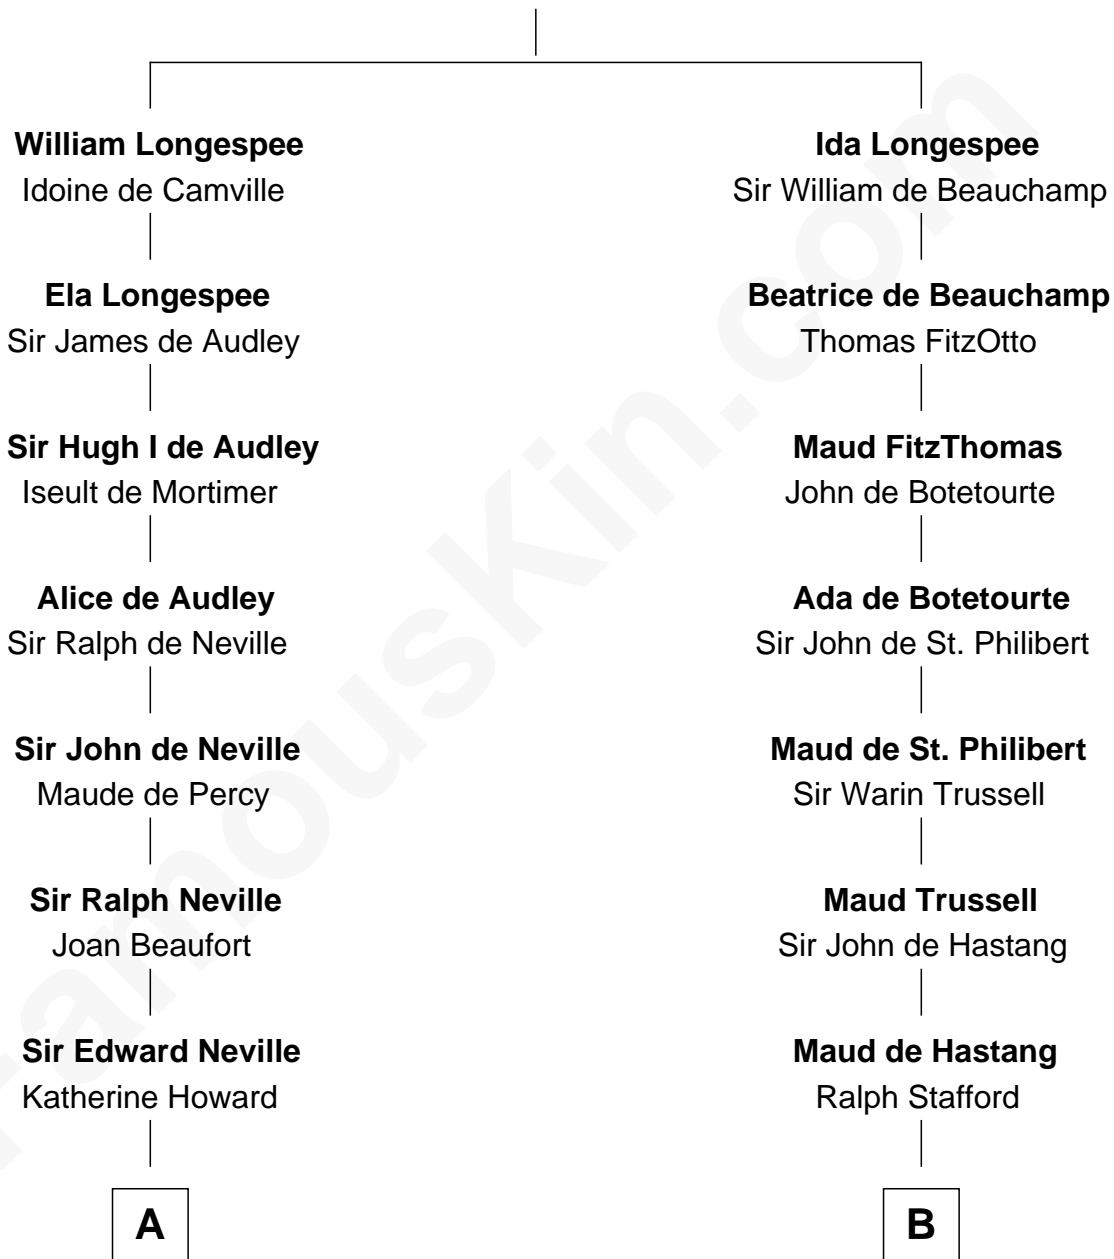 William Longespee
Idoine de Camville
Ela Longespee
Sir James de Audley
Sir Hugh I de Audley
Iseult de Mortimer
Alice de Audley
Sir Ralph de Neville
Sir John de Neville
Maude de Percy
Sir Ralph Neville
Joan Beaufort
Sir Edward Neville
Katherine Howard
A
Ida Longespee
Sir William de Beauchamp
Beatrice de Beauchamp
Thomas FitzOtto
Maud FitzThomas
John de Botetourte
Ada de Botetourte
Sir John de St. Philibert
Maud de St. Philibert
Sir Warin Trussell
Maud Trussell
Sir John de Hastang
Maud de Hastang
Ralph Stafford
B
FamousKin.com